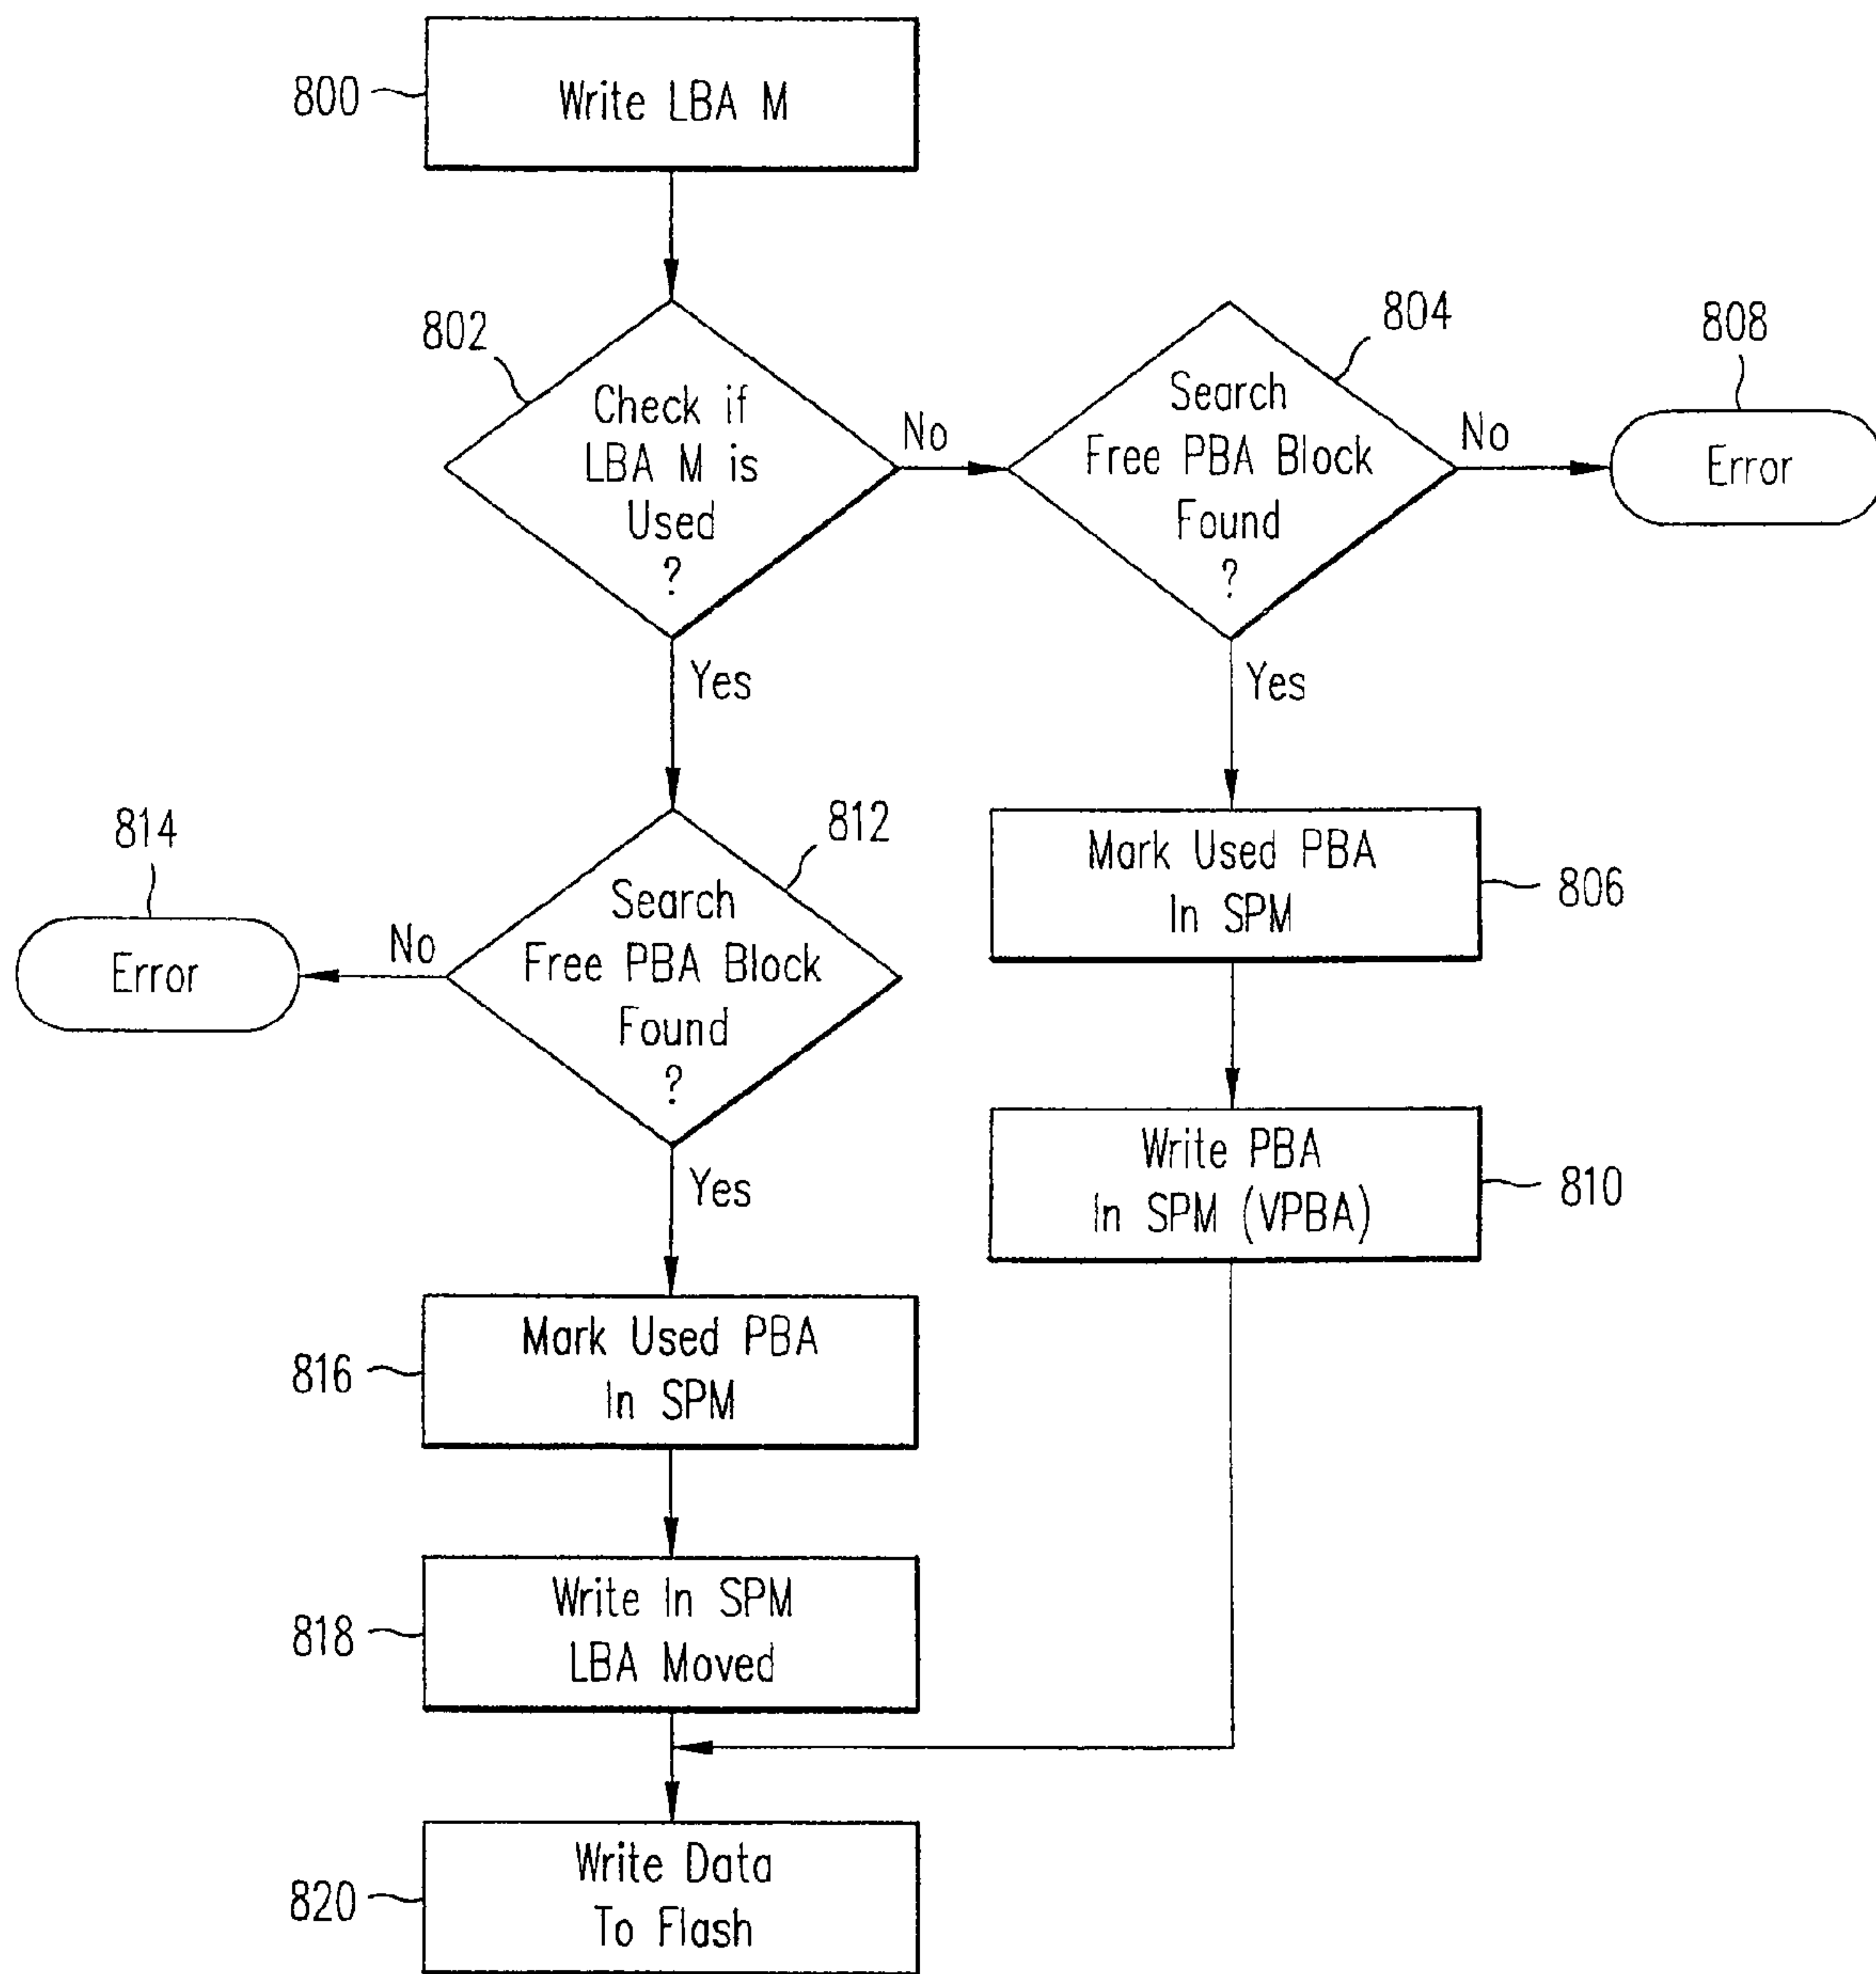 800
Write LBA M
802
Check if
LBA M is
Used
?
No
804
Search
Free PBA Block
Found
?
No
808
Error
Yes
Yes
814
Error
No
812
Search
Free PBA Block
Found
?
Mark Used PBA
In SPM
806
Yes
Write PBA
In SPM (VPBA)
810
816
Mark Used PBA
In SPM
818
Write In SPM
LBA Moved
820
Write Data
To Flash